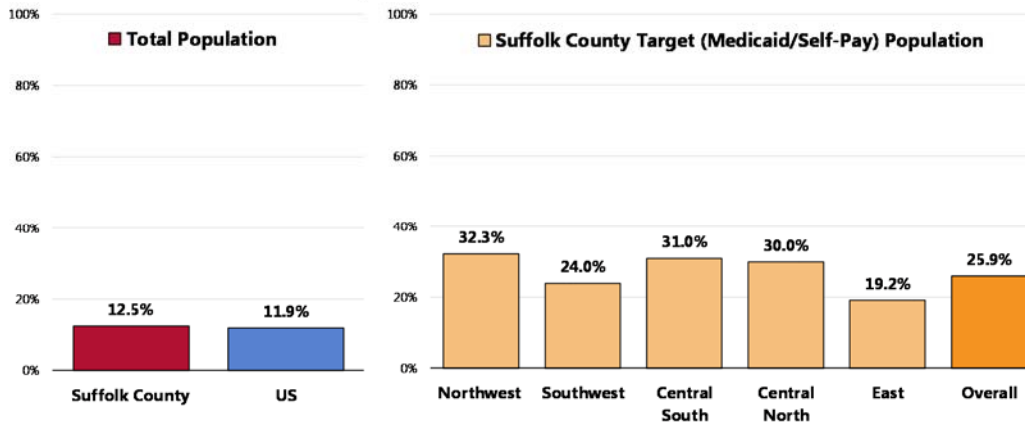 Total Population
100%
80%
60%
40%
20%
0%
12.5%
11.9%
Suffolk County
US
Suffolk County Target (Medicaid/Self-Pay) Population
100%
80%
60%
40%
20%
0%
32.3%
24.0%
31.0%
30.0%
19.2%
25.9%
Northwest
Southwest
Central
South
Central
North
East
Overall